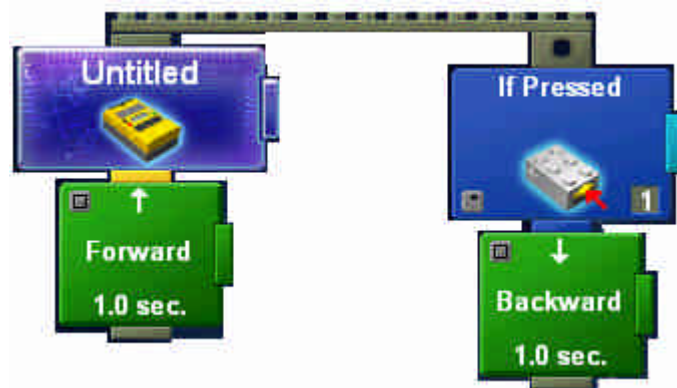 Untitled
If Pressed
1
Forward
1.0 sec.
Backward
1.0 sec.